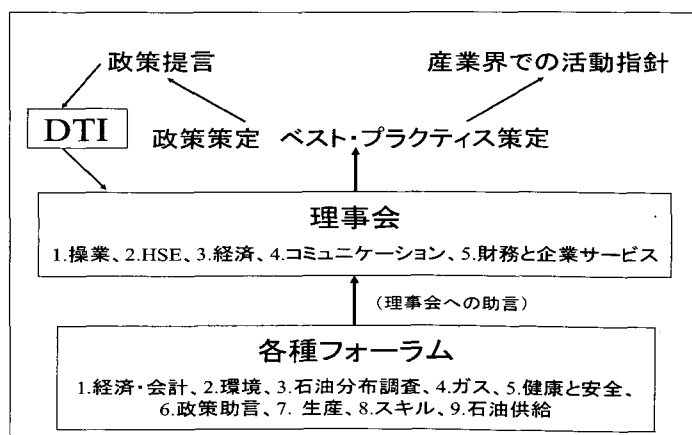 政策提言
産業界での活動指針
DTI
政策策定 ベスト・プラクティス策定
理事会
1.操業、2.HSE、3.経済、4.コミュニケーション、5.財務と企業サービス
(理事会への助言)
各種フォーラム
1.経済・会計、2.環境、3.石油分布調査、4.ガス、5.健康と安全、
6.政策助言、7. 生産、8.スキル、9.石油供給